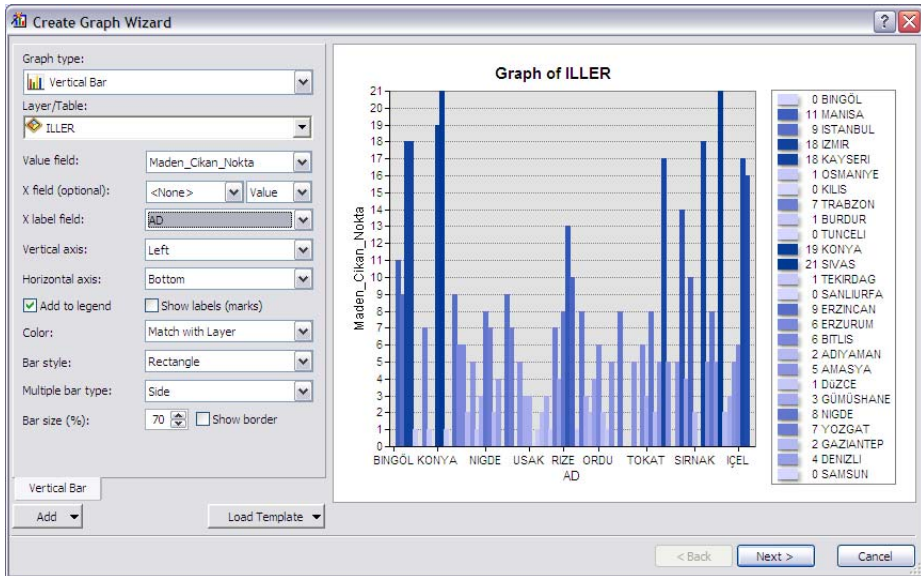 Create Graph Wizard
Graph type:
Vertical Bar
Layer/Table:
ILLER
Value field:
Maden_Cikan_Nokta
X field (optional):
<None>
Value
X label field:
AD
Vertical axis:
Left
Horizontal axis:
Bottom
Add to legend
Show labels (marks)
Color:
Match with Layer
Bar style:
Rectangle
Multiple bar type:
Side
Bar size (%):
70
Show border
Vertical Bar
Add
Load Template
Graph of ILLER
Maden_Cikan_Nokta
21
20
19
18
17
16
15
14
13
12
11
10
9
8
7
6
5
4
3
2
1
0
BINGÖL KONYA NIGDE USAK RIZE ORDU TOKAT SIRNAK IÇEL
AD
0 BINGÖL
11 MANISA
9 ISTANBUL
18 IZMIR
18 KAYSERI
1 OSMANIYE
0 KILIS
7 TRABZON
1 BURDUR
0 TUNCELI
19 KONYA
21 SIVAS
1 TEKIRDAG
0 SANLIURFA
9 ERZINCAN
6 ERZURUM
6 BITLIS
2 ADIYAMAN
5 AMASYA
1 DüZCE
3 GÜMÜSHANE
8 NIGDE
7 YOZGAT
2 GAZIANTEP
4 DENIZLI
0 SAMSUN
< Back
Next >
Cancel